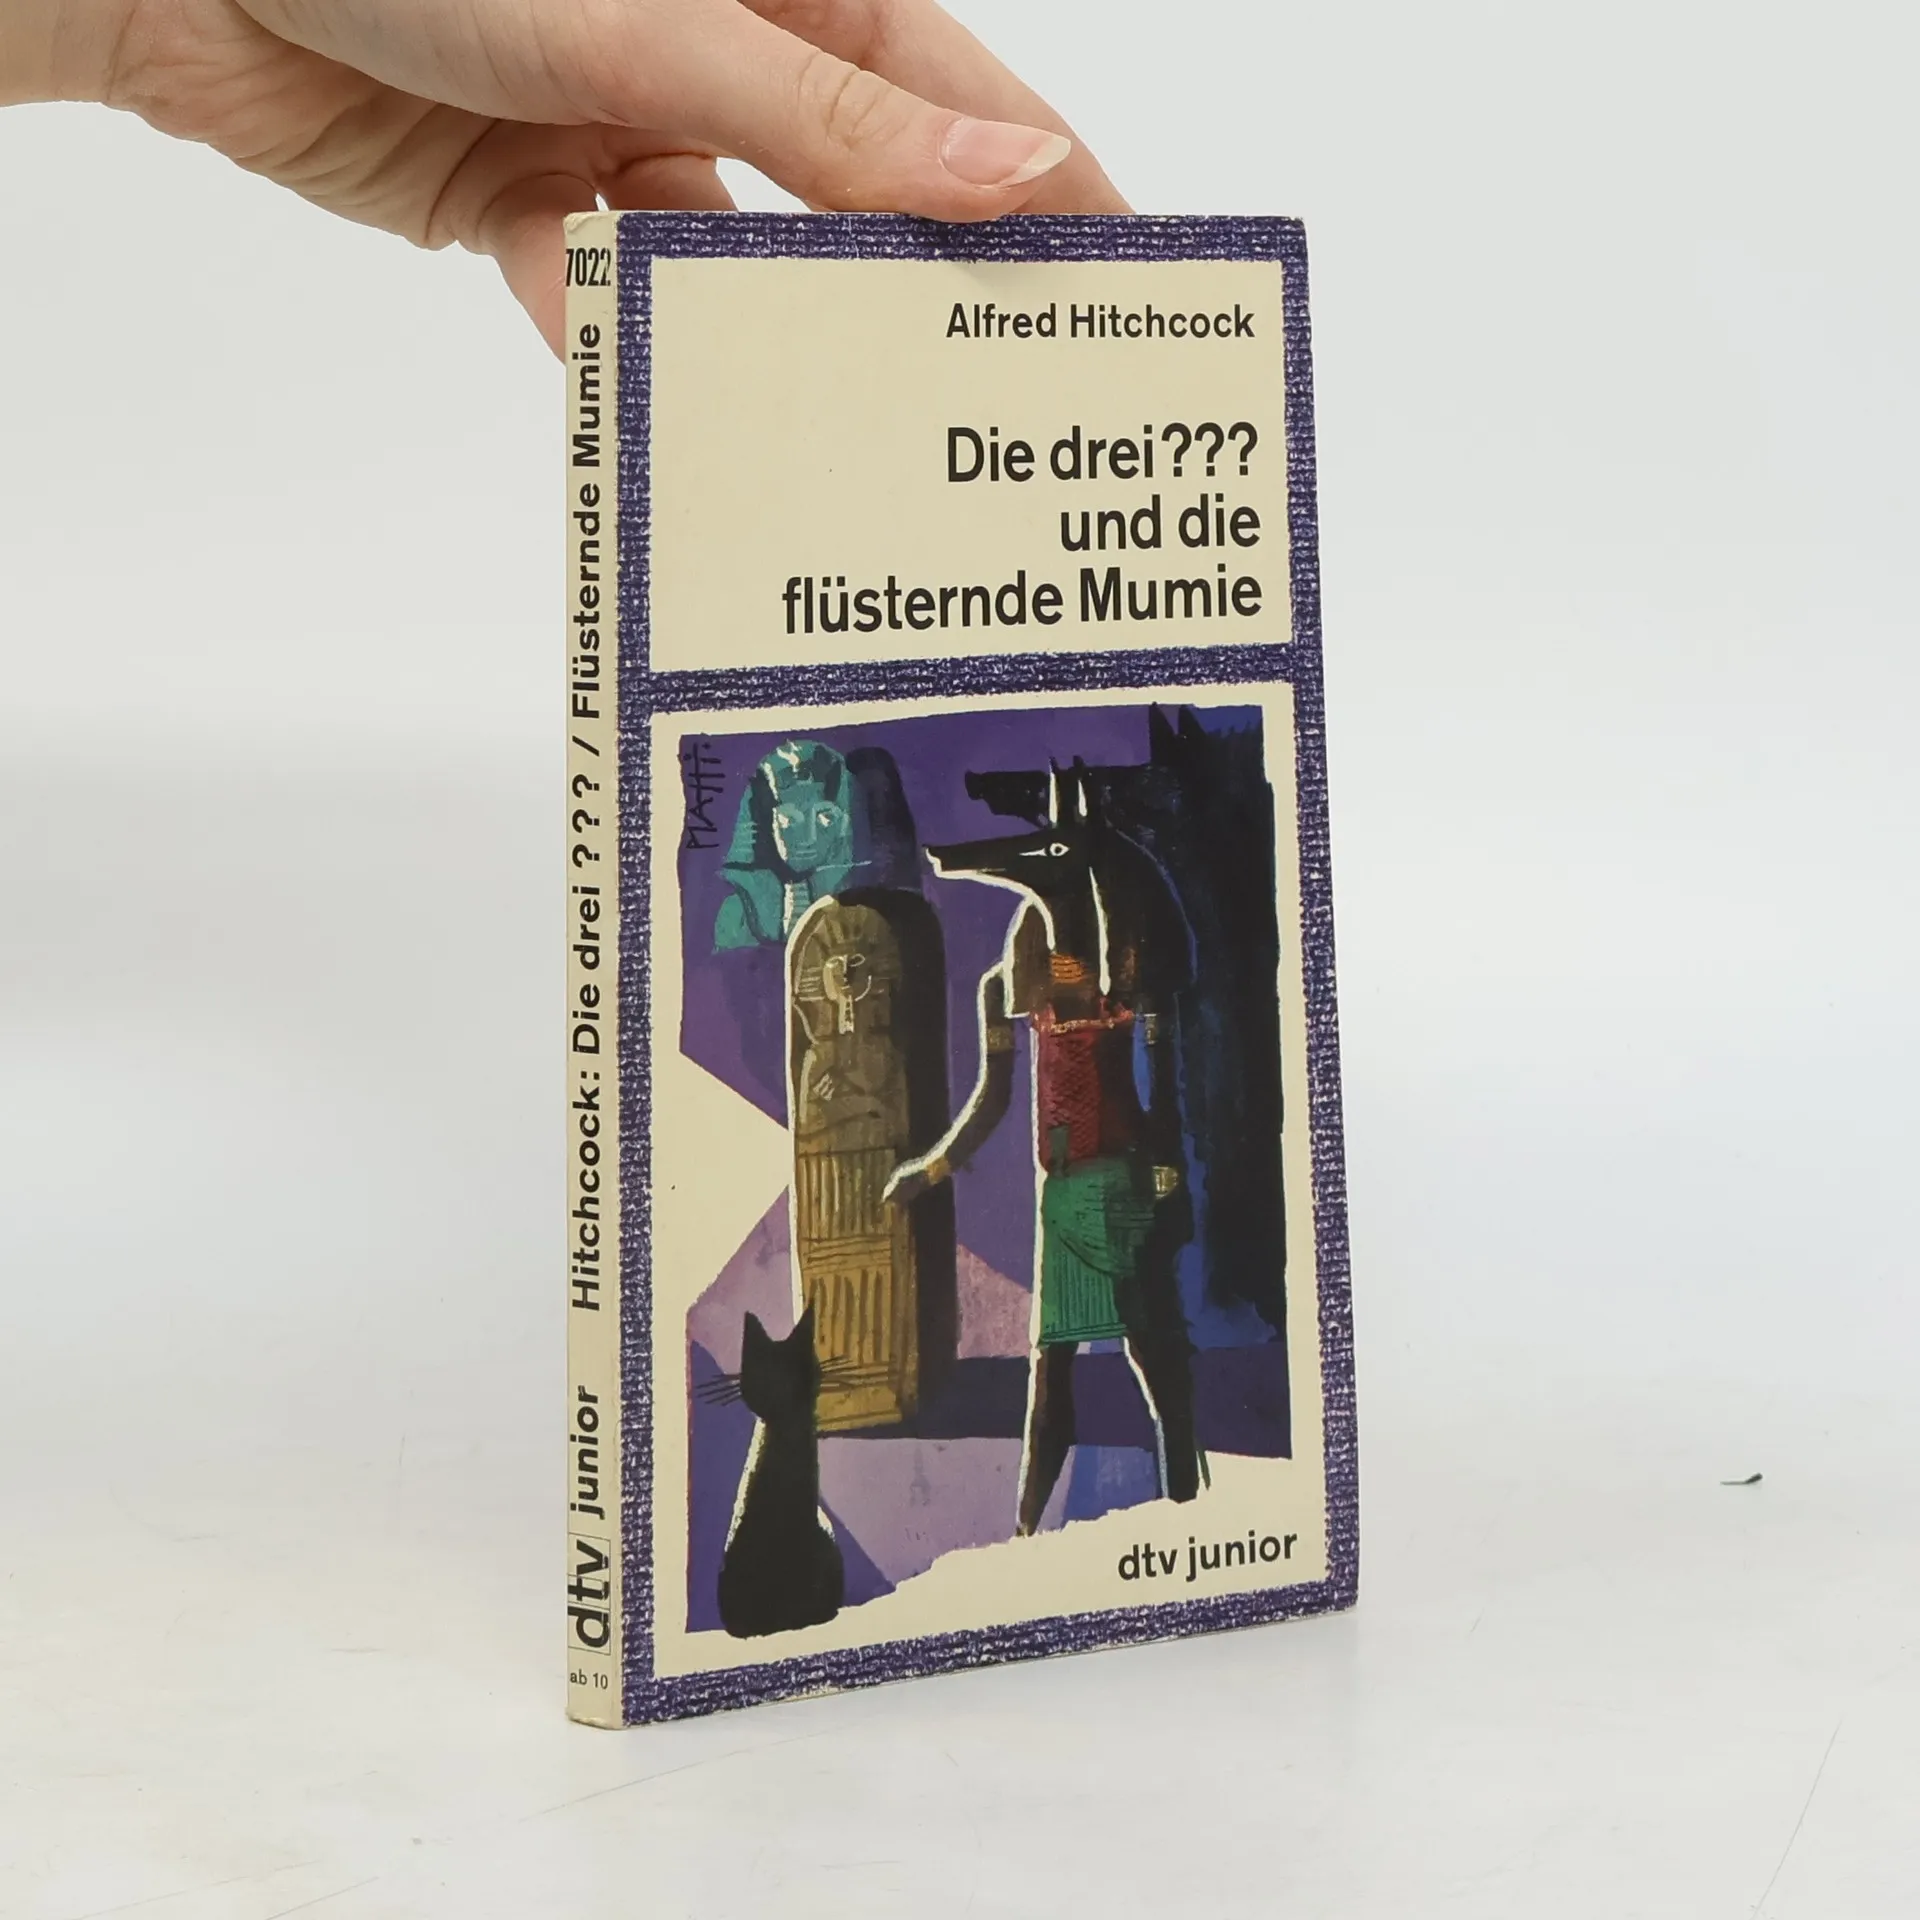 7022
Hitchcock: Die drei ? ? ? / Flüsternde Mumie
dtv junior
ab 10
Alfred Hitchcock
Die drei???
und die
flüsternde Mumie
MATTI.
dtv junior